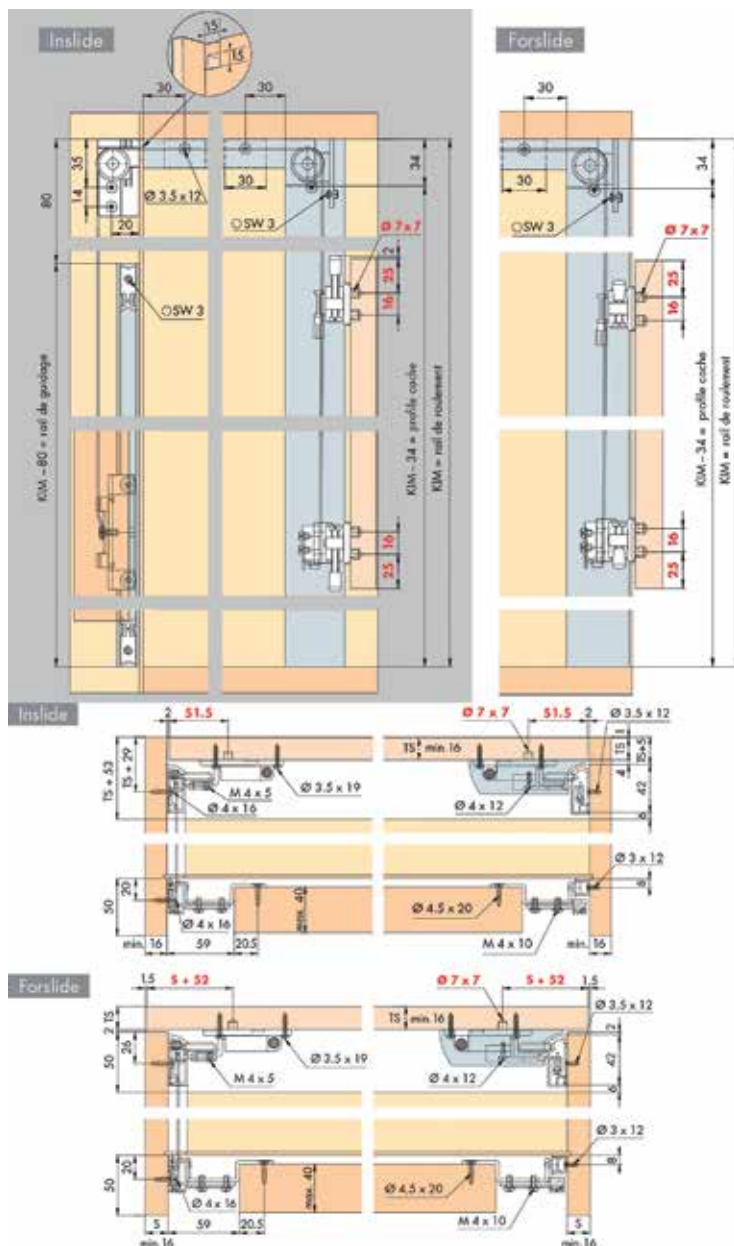 Inslide
15
15
30
30
35
14
80
20
Ø 3.5 x 12
30
34
SW 3
Ø 7 x 7
2
25
16
SW 3
KIM - 80 = rail de guidage
KIM - 34 = profile cache
KIM = rail de roulement
16
25
Forslide
30
30
34
SW 3
Ø 7 x 7
25
16
KIM - 34 = profile cache
KIM = rail de roulement
16
25
Inslide
2
51.5
Ø 7 x 7
51.5
2
Ø 3.5 x 12
TS + 53
TS + 29
TS
min. 16
1
TS
TS+5
4
42
6
Ø 3.5 x 19
M 4 x 5
Ø 4 x 16
Ø 4 x 12
50
20
max. 40
Ø 3 x 12
8
Ø 4.5 x 20
Ø 4 x 16
M 4 x 10
min. 16
59
20.5
min. 16
Forslide
1.5
S + 52
Ø 7 x 7
S + 52
1.5
TS
2
TS
min. 16
Ø 3.5 x 12
2
50
26
42
6
Ø 3.5 x 19
M 4 x 5
Ø 4 x 12
50
20
max. 40
Ø 3 x 12
8
Ø 4.5 x 20
Ø 4 x 16
M 4 x 10
S
59
20.5
S
min. 16
min. 16